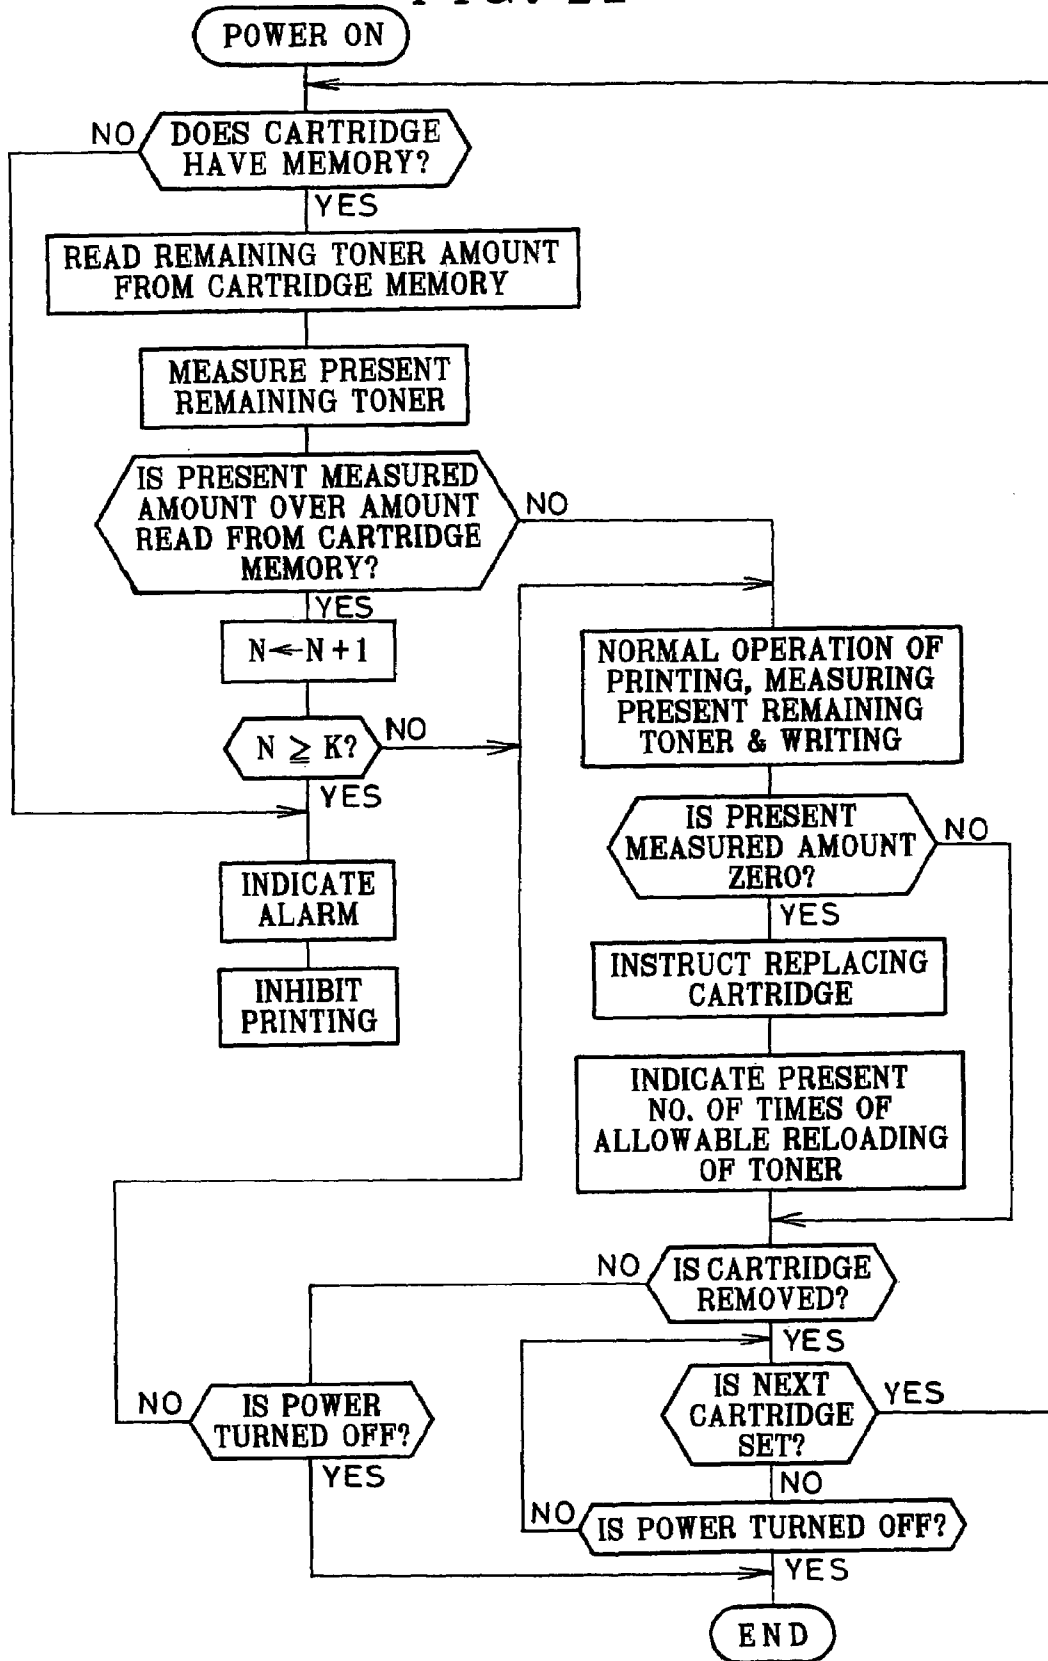 POWER ON
NO
DOES CARTRIDGE
HAVE MEMORY?
YES
READ REMAINING TONER AMOUNT
FROM CARTRIDGE MEMORY
MEASURE PRESENT
REMAINING TONER
IS PRESENT MEASURED
AMOUNT OVER AMOUNT
READ FROM CARTRIDGE
MEMORY?
NO
YES
N←N+1
N ≧ K?
NO
YES
INDICATE
ALARM
INHIBIT
PRINTING
NORMAL OPERATION OF
PRINTING, MEASURING
PRESENT REMAINING
TONER & WRITING
IS PRESENT
MEASURED AMOUNT
ZERO?
NO
YES
INSTRUCT REPLACING
CARTRIDGE
INDICATE PRESENT
NO. OF TIMES OF
ALLOWABLE RELOADING
OF TONER
NO
IS CARTRIDGE
REMOVED?
YES
NO
IS POWER
TURNED OFF?
YES
IS NEXT
CARTRIDGE
SET?
YES
NO
NO
IS POWER TURNED OFF?
YES
END